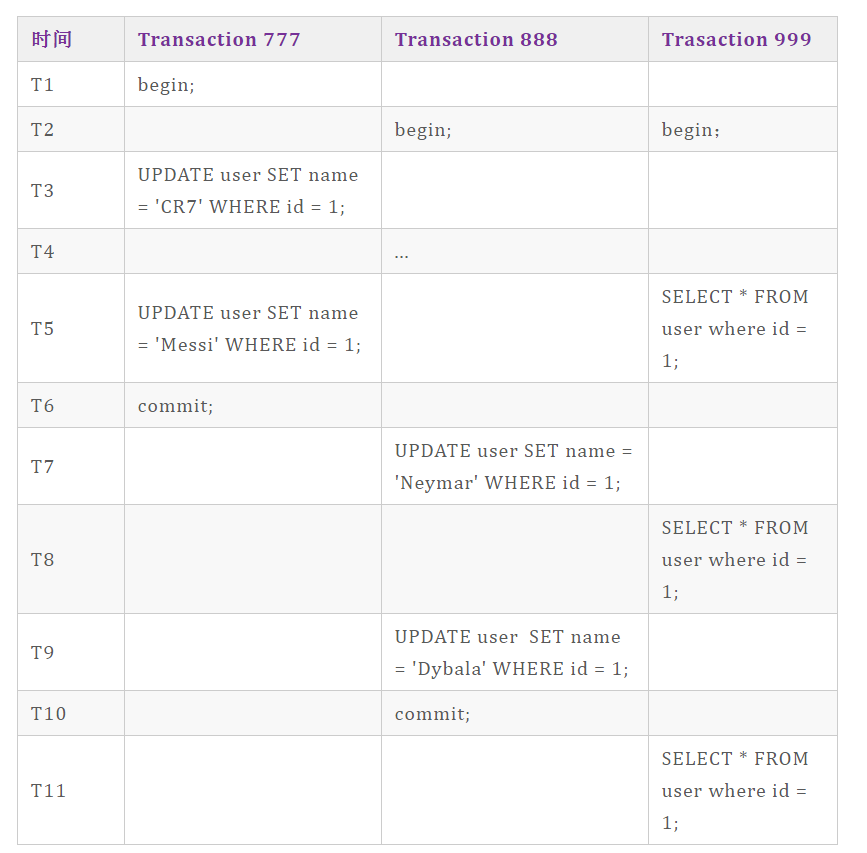 时间 Transaction 777 Transaction 888 Trasaction 999
T1 begin;
T2 begin; begin；
T3 UPDATE user SET name
= 'CR7' WHERE id = 1;
T4 ...
T5 UPDATE user SET name
= 'Messi' WHERE id = 1;
SELECT * FROM
user where id =
1;
T6 commit;
T7 UPDATE user SET name =
'Neymar' WHERE id = 1;
T8 SELECT * FROM
user where id =
1;
T9 UPDATE user  SET name
= 'Dybala' WHERE id = 1;
T10 commit;
T11 SELECT * FROM
user where id =
1;